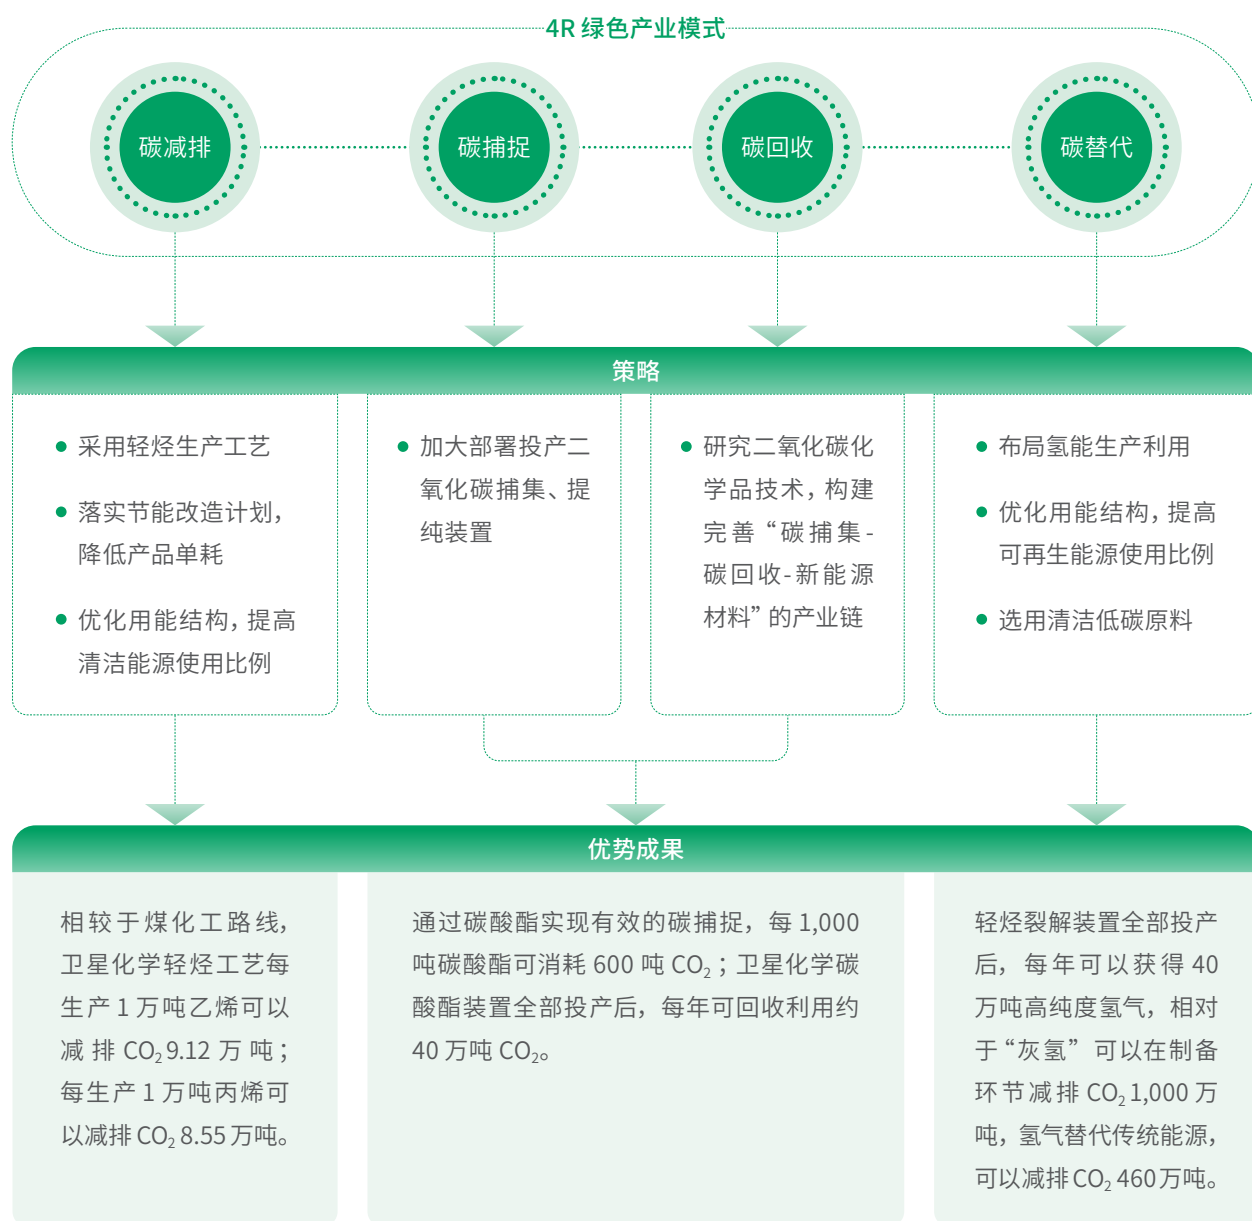 4R 绿色产业模式
碳减排
碳捕捉
碳回收
碳替代
策略
采用轻烃生产工艺
落实节能改造计划，
降低产品单耗
优化用能结构，提高
清洁能源使用比例
加大部署投产二
氧化碳捕集、提
纯装置
研究二氧化碳化
学品技术，构建
完善“碳捕集-
碳回收-新能源
材料”的产业链
布局氢能生产利用
优化用能结构，提高
可再生能源使用比例
选用清洁低碳原料
优势成果
相较于煤化工路线，
卫星化学轻烃工艺每
生产 1 万吨乙烯可以
减排 CO₂ 9.12 万吨；
每生产 1 万吨丙烯可
以减排 CO₂ 8.55 万吨。
通过碳酸酯实现有效的碳捕捉，每 1,000
吨碳酸酯可消耗 600 吨 CO₂；卫星化学碳
酸酯装置全部投产后，每年可回收利用约
40 万吨 CO₂。
轻烃裂解装置全部投产
后，每年可以获得 40
万吨高纯度氢气，相对
于“灰氢”可以在制备
环节减排 CO₂ 1,000 万
吨，氢气替代传统能源，
可以减排 CO₂ 460 万吨。